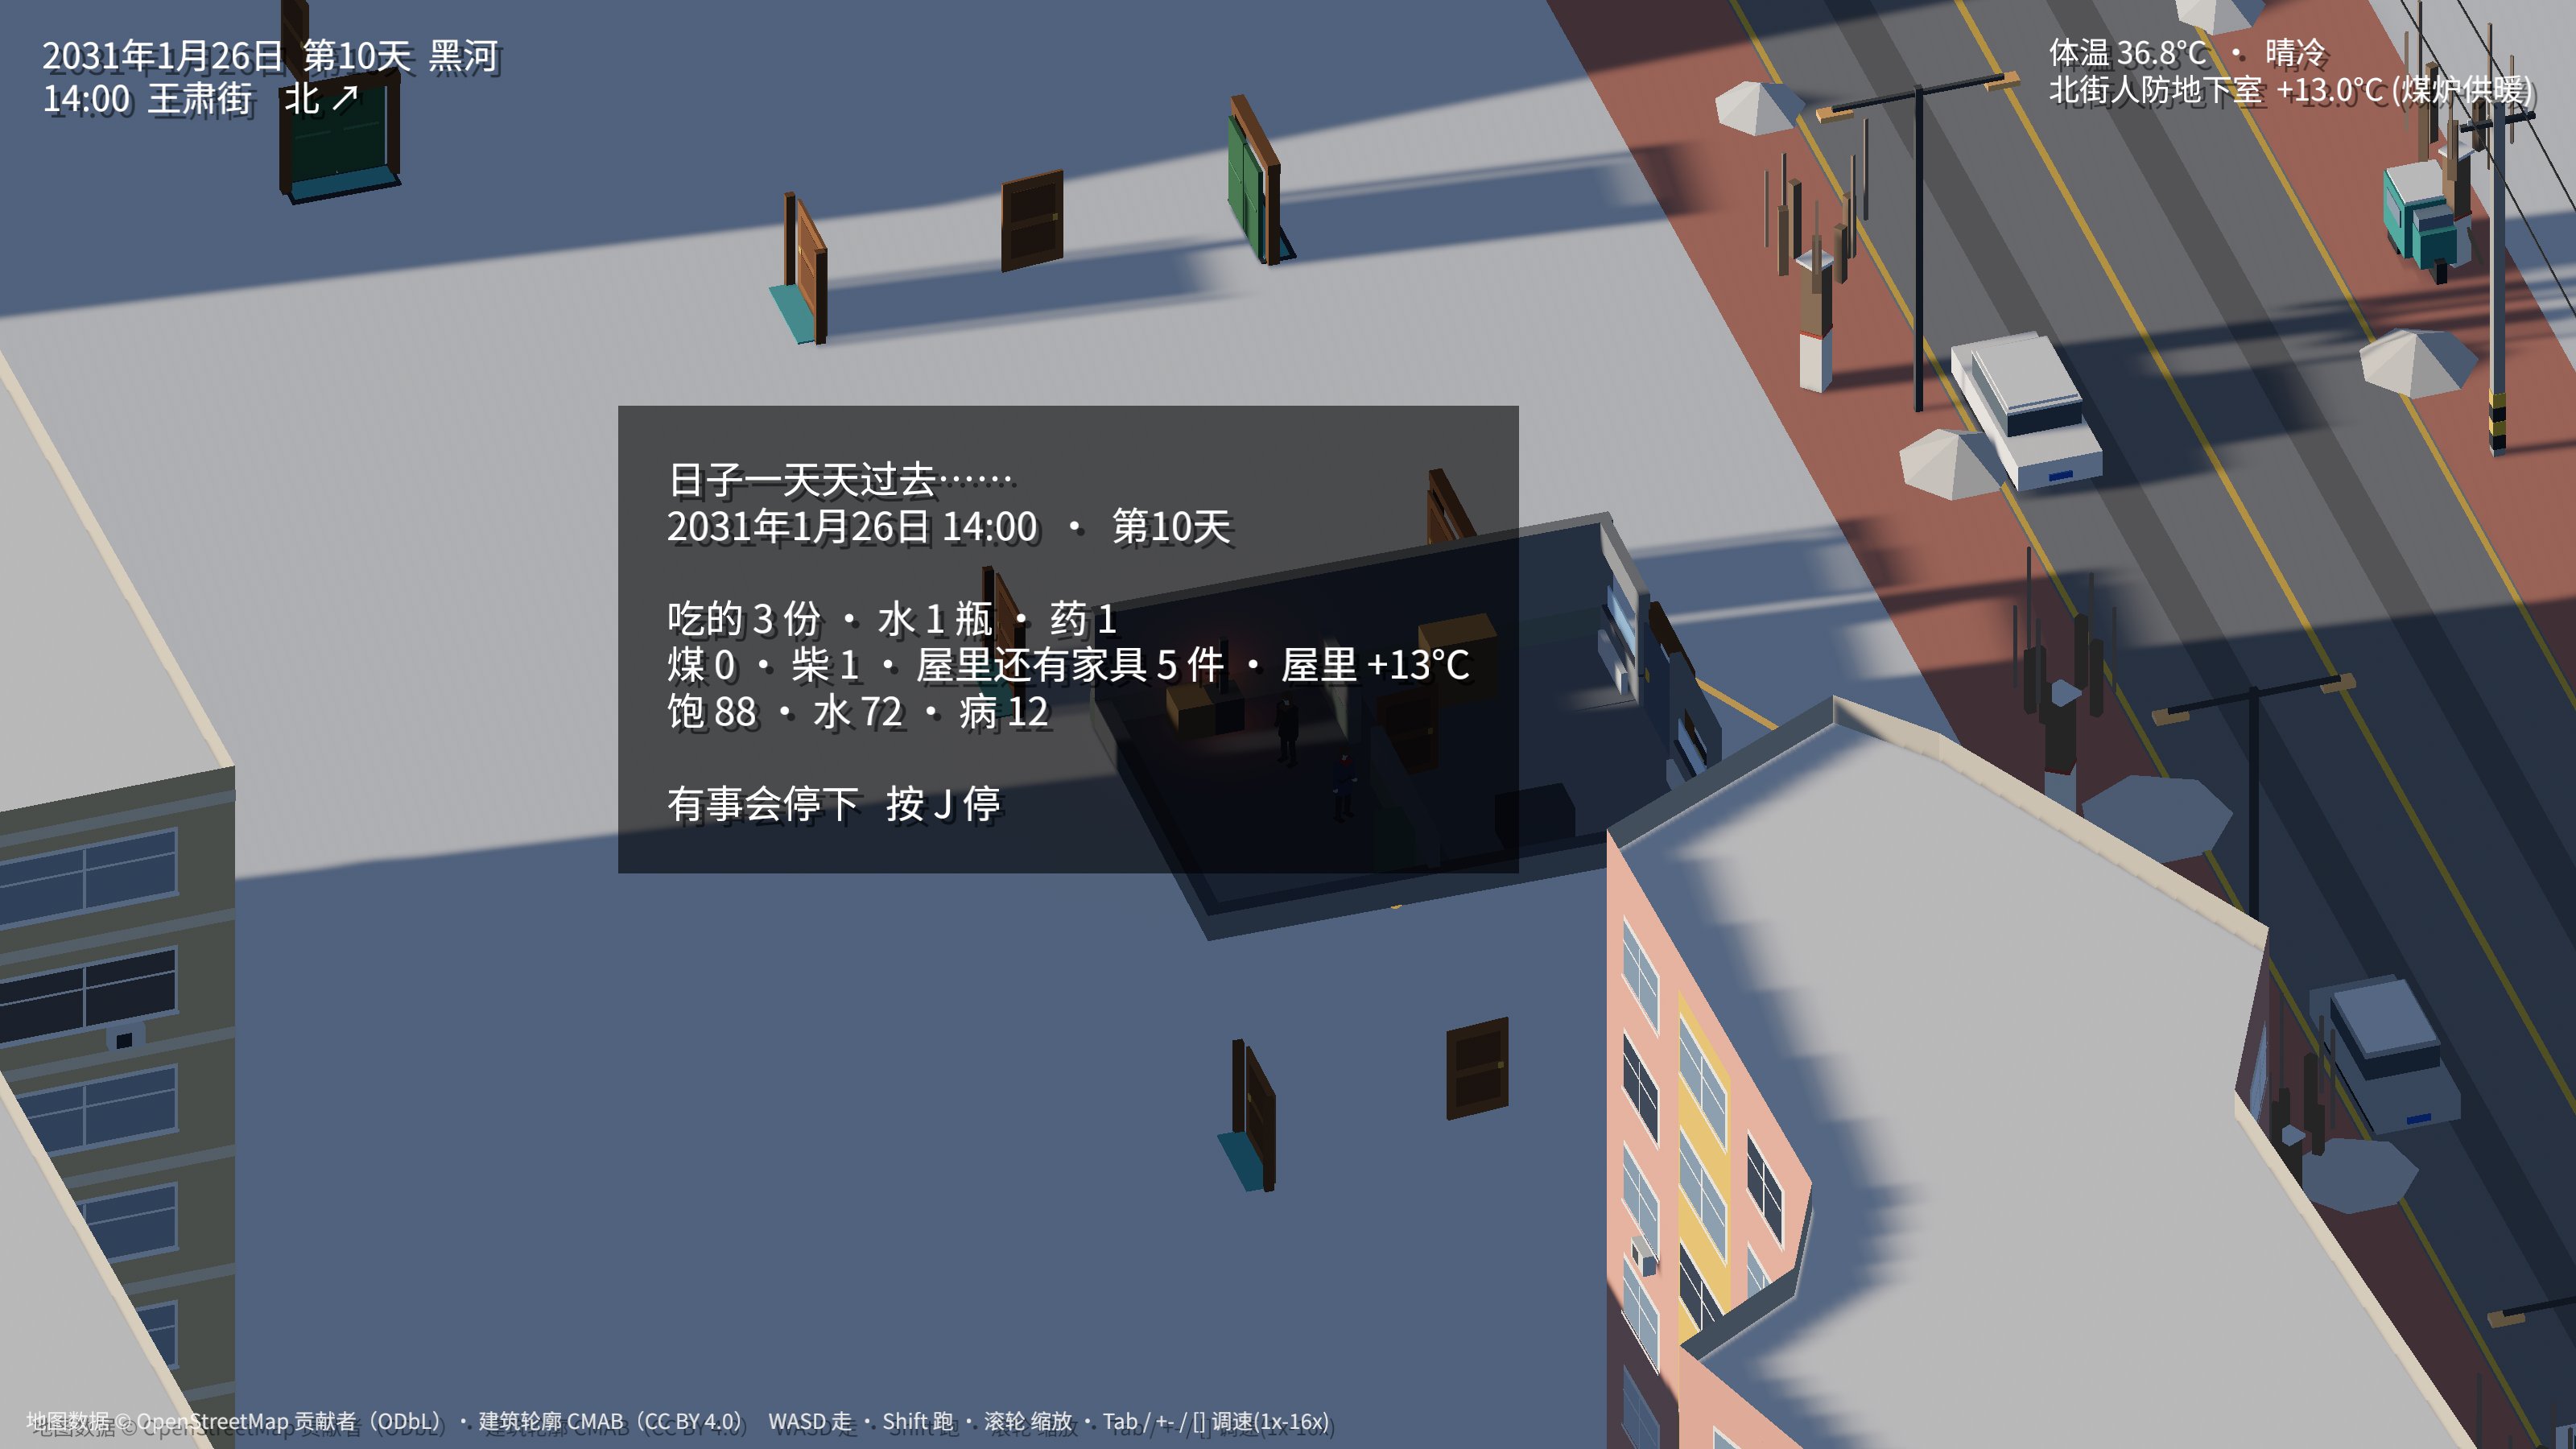 2031年1月26日 第10天 黑河
14:00 王肃街 北 ↗
体温 36.8°C · 晴冷
北街人防地下室 +13.0°C (煤炉供暖)
日子一天天过去……
2031年1月26日 14:00 · 第10天
吃的 3 份 · 水 1 瓶 · 药 1
煤 0 · 柴 1 · 屋里还有家具 5 件 · 屋里 +13°C
饱 88 · 水 72 · 病 12
有事会停下 按 J 停
地图数据 © OpenStreetMap 贡献者（ODbL） · 建筑轮廓 CMAB（CC BY 4.0） WASD 走 · Shift 跑 · 滚轮 缩放 · Tab / +- / [] 调速(1x-16x)